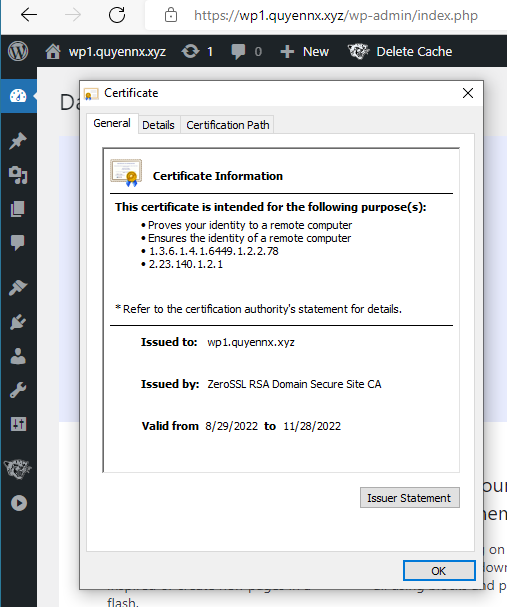 https://wp1.quyennx.xyz/wp-admin/index.php
wp1.quyennx.xyz 1 0 New Delete Cache
Da
Certificate
General Details Certification Path
Certificate Information
This certificate is intended for the following purpose(s):
• Proves your identity to a remote computer
• Ensures the identity of a remote computer
• 1.3.6.1.4.1.6449.1.2.2.78
• 2.23.140.1.2.1
* Refer to the certification authority's statement for details.
Issued to: wp1.quyennx.xyz
Issued by: ZeroSSL RSA Domain Secure Site CA
Valid from 8/29/2022 to 11/28/2022
Issuer Statement
OK
flash.